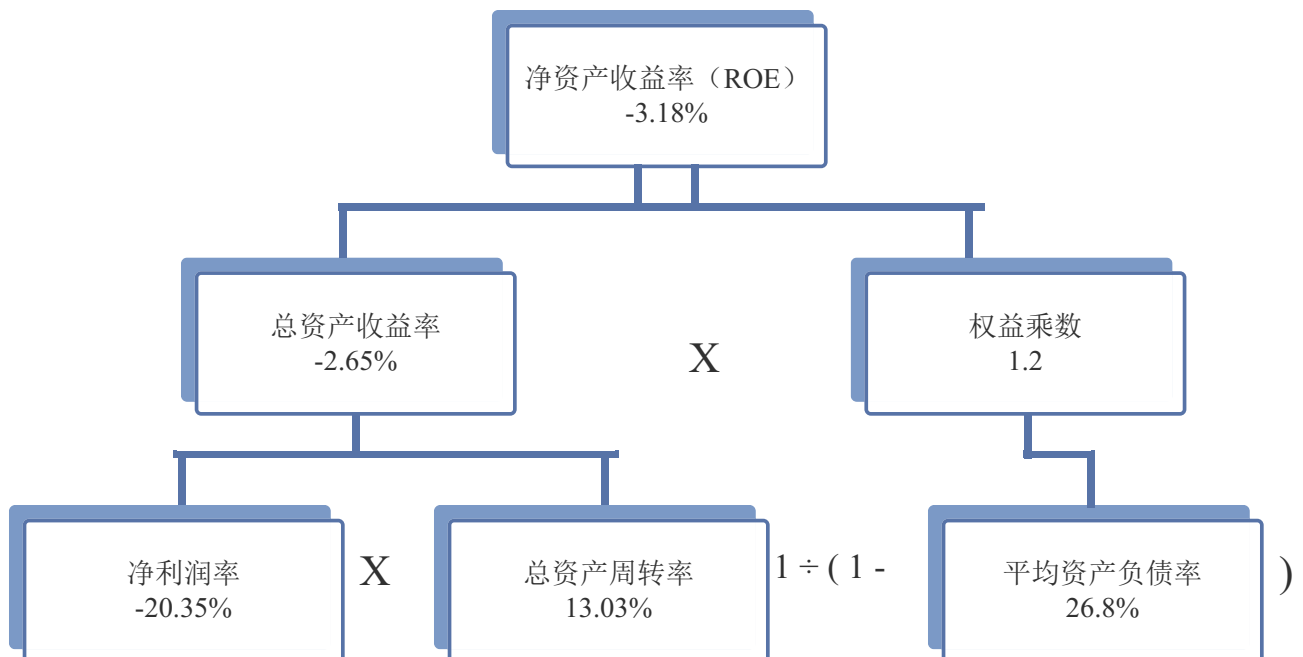 净资产收益率（ROE）
-3.18%
总资产收益率
-2.65%
X
权益乘数
1.2
净利润率
-20.35%
X
总资产周转率
13.03%
1 ÷ ( 1 -
平均资产负债率
26.8%
)